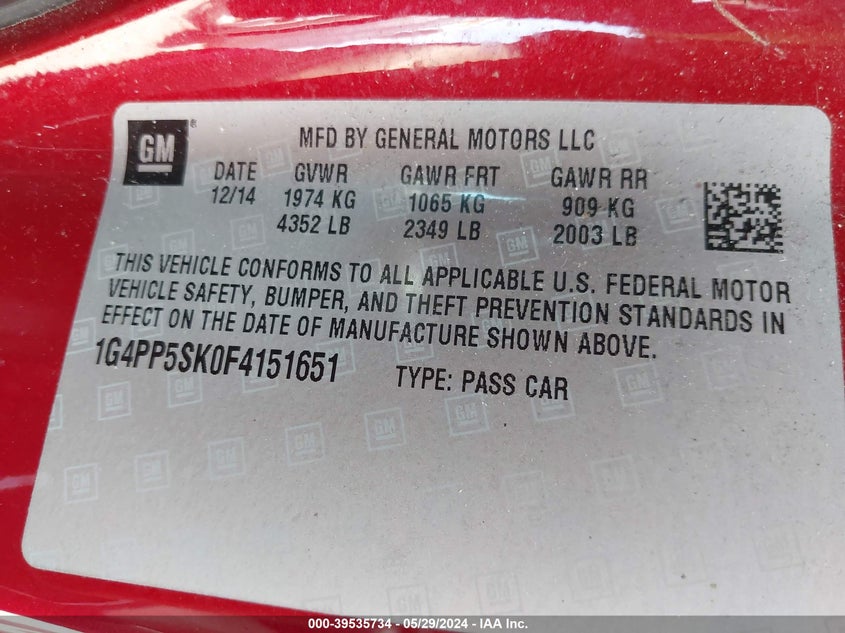 GM
MFD BY GENERAL MOTORS LLC
DATE GVWR GAWR FRT GAWR RR
12/14 1974 KG 1065 KG 909 KG
4352 LB 2349 LB 2003 LB
THIS VEHICLE CONFORMS TO ALL APPLICABLE U.S. FEDERAL MOTOR
VEHICLE SAFETY, BUMPER, AND THEFT PREVENTION STANDARDS IN
EFFECT ON THE DATE OF MANUFACTURE SHOWN ABOVE.
1G4PP5SK0F4151651 TYPE: PASS CAR
000-39535734 - 05/29/2024 - IAA Inc.